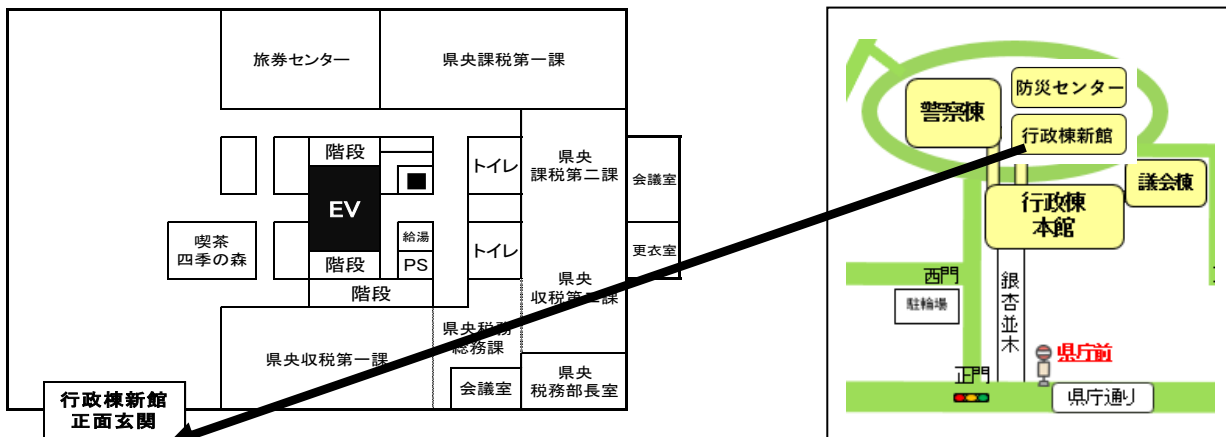 旅券センター
県央課税第一課
階段
EV
階段
階段
給湯
PS
トイレ
トイレ
県央
課税第二課
会議室
更衣室
喫茶
四季の森
県央
収税第二課
県央税務
総務課
県央収税第一課
会議室
県央
税務部長室
行政棟新館
正面玄関
警察棟
防災センター
行政棟新館
議会棟
行政棟
本館
西門
駐輪場
銀杏並木
県庁前
正門
県庁通り